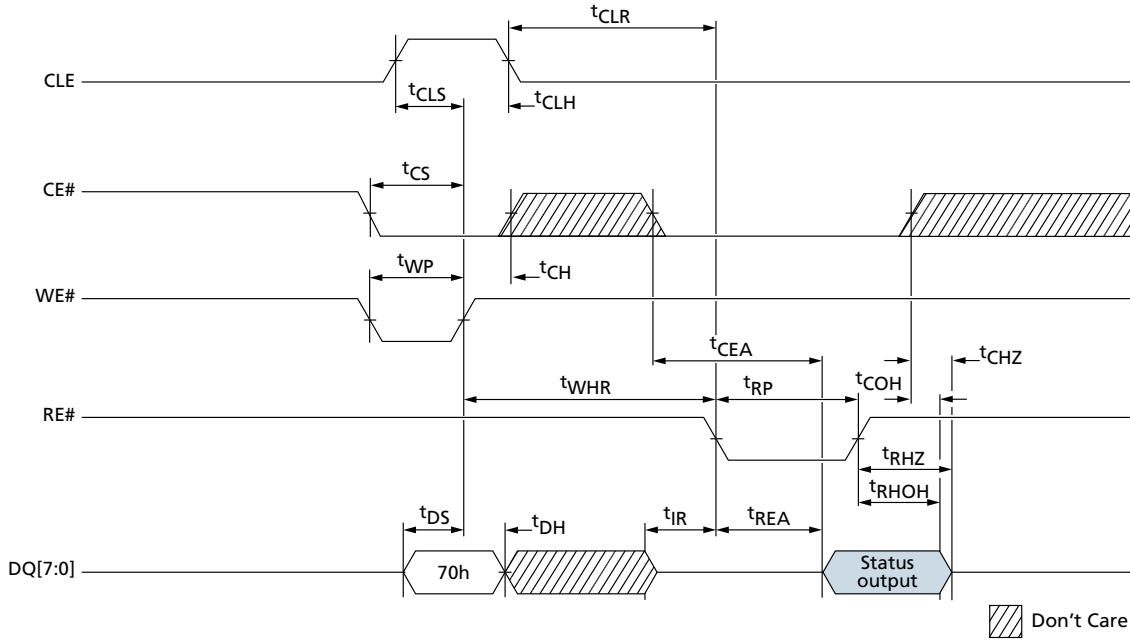 tCLR
CLE
tCLS
tCLH
tCS
CE#
tWP
tCH
WE#
tCEA
tCHZ
tWHR
tRP
tCOH
RE#
tRHZ
tRHOH
tDS
tDH
tIR
tREA
DQ[7:0]
70h
Status
output
Don't Care